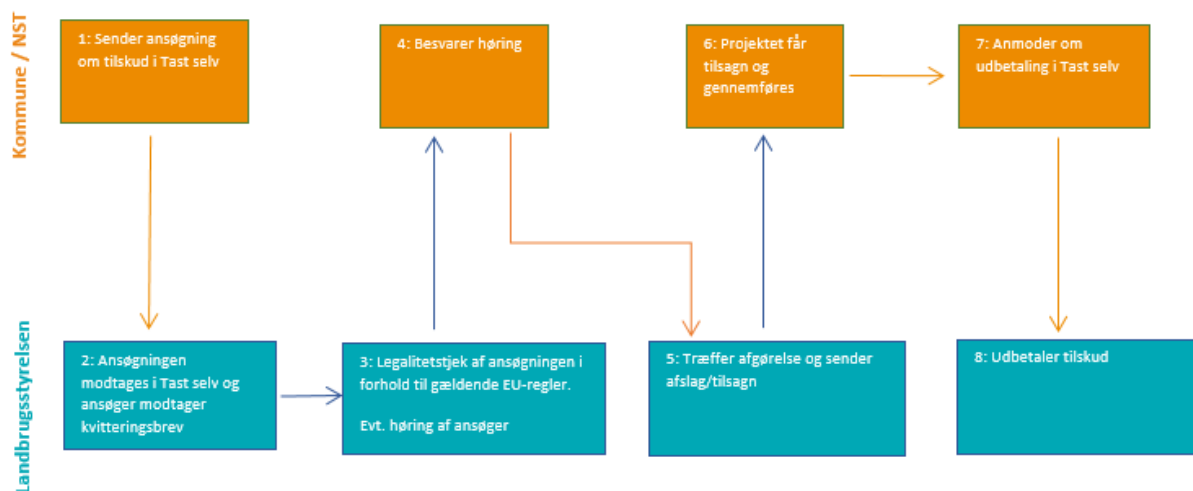 Kommune / NST
1: Sender ansøgning
om tilskud i Tast selv
4: Besvarer høring
6: Projektet får
tilsagn og
gennemføres
7: Anmoder om
udbetaling i Tast selv
Landbrugsstyrelsen
2: Ansøgningen
modtages i Tast selv og
ansøger modtager
kvitteringsbrev
3: Legalitetstjek af ansøgningen i
forhold til gældende EU-regler.
Evt. høring af ansøger
5: Træffer afgørelse og sender
afslag/tilsagn
8: Udbetaler tilskud